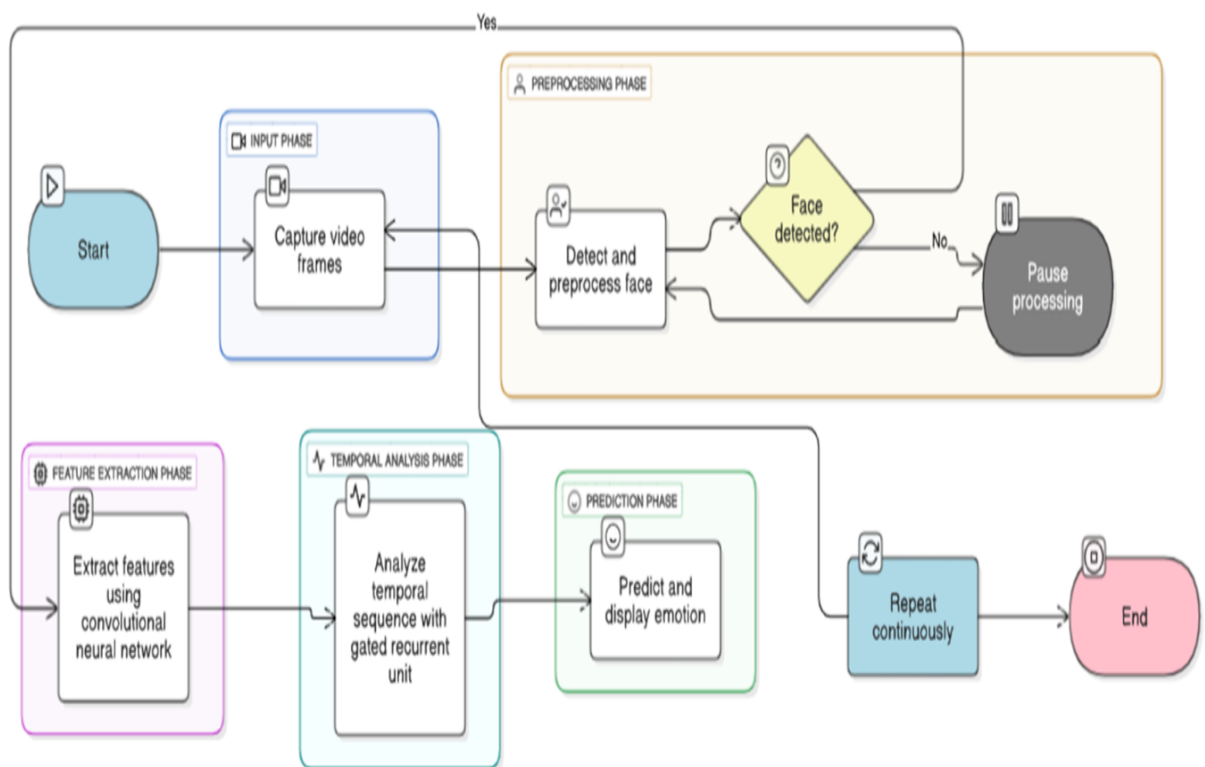 Yes
PREPROCESSING PHASE
INPUT PHASE
Start
Capture video
frames
Detect and
preprocess face
Face
detected?
No
Pause
processing
FEATURE EXTRACTION PHASE
Extract features
using
convolutional
neural network
TEMPORAL ANALYSIS PHASE
Analyze
temporal
sequence with
gated recurrent
unit
PREDICTION PHASE
Predict and
display emotion
Repeat
continuously
End